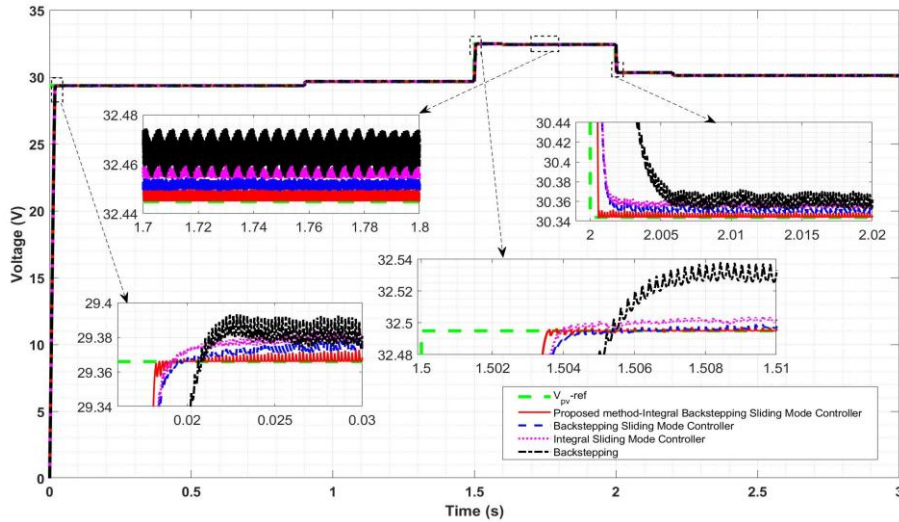 35
30
25
20
15
10
5
0
Voltage (V)
32.48
32.46
32.44
1.7 1.72 1.74 1.76 1.78 1.8
30.44
30.42
30.4
30.38
30.36
30.34
2 2.005 2.01 2.015 2.02
29.4
29.38
29.36
29.34
0.02 0.025 0.03
32.54
32.52
32.5
32.48
1.5 1.502 1.504 1.506 1.508 1.51
V_pv-ref
Proposed method-Integral Backstepping Sliding Mode Controller
Backstepping Sliding Mode Controller
Integral Sliding Mode Controller
Backstepping
0 0.5 1 1.5 2 2.5 3
Time (s)